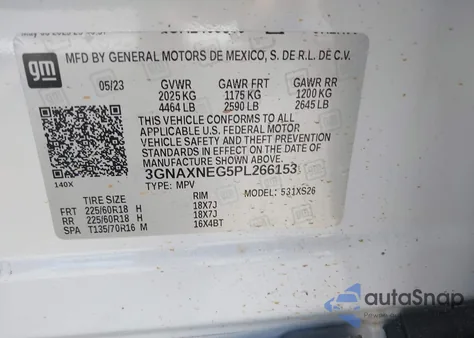 gm
MFD BY GENERAL MOTORS DE MEXICO, S. DE R.L. DE C.V.
05/23 GVWR GAWR FRT GAWR RR
2025 KG 1175 KG 1200 KG
4464 LB 2590 LB 2645 LB
THIS VEHICLE CONFORMS TO ALL
APPLICABLE U.S. FEDERAL MOTOR
VEHICLE SAFETY AND BUMPER
STANDARDS IN EFFECT ON THE DATE OF
MANUFACTURE SHOWN ABOVE.
3GNAXNEG5PL266153
140X TYPE: MPV 531XS26
TIRE SIZE RIM
FRT 225/60R18 H 18X7J
RR 225/60R18 H 18X7J
SPA T135/70R16 M 16X4BT
autoSnap